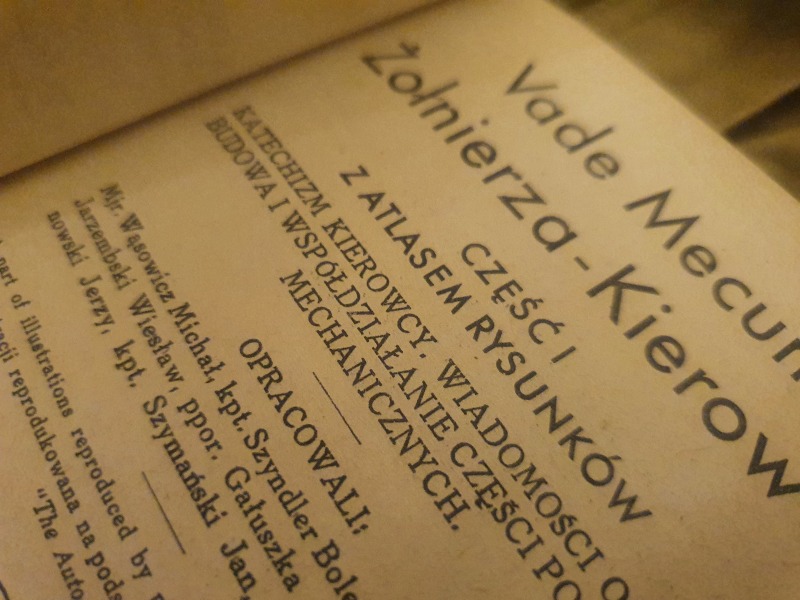 Vade Mecum
Żołnierza-Kierow
CZĘŚĆ I
Z ATLASEM RYSUNKÓW
KATECHIZM KIEROWCY. WIADOMOŚCI O
BUDOWA I WSPÓŁDZIAŁANIE CZĘŚCI PO
MECHANICZNYCH.
OPRACOWALI:
Mjr. Wąsowicz Michał, kpt. Szyndler Bole
Jarzembski Wiesław, ppor. Gałuszka
nowski Jerzy, kpt. Szymański Jan,
part of illustrations reproduced by
reprodukowana na pods
"The Auto